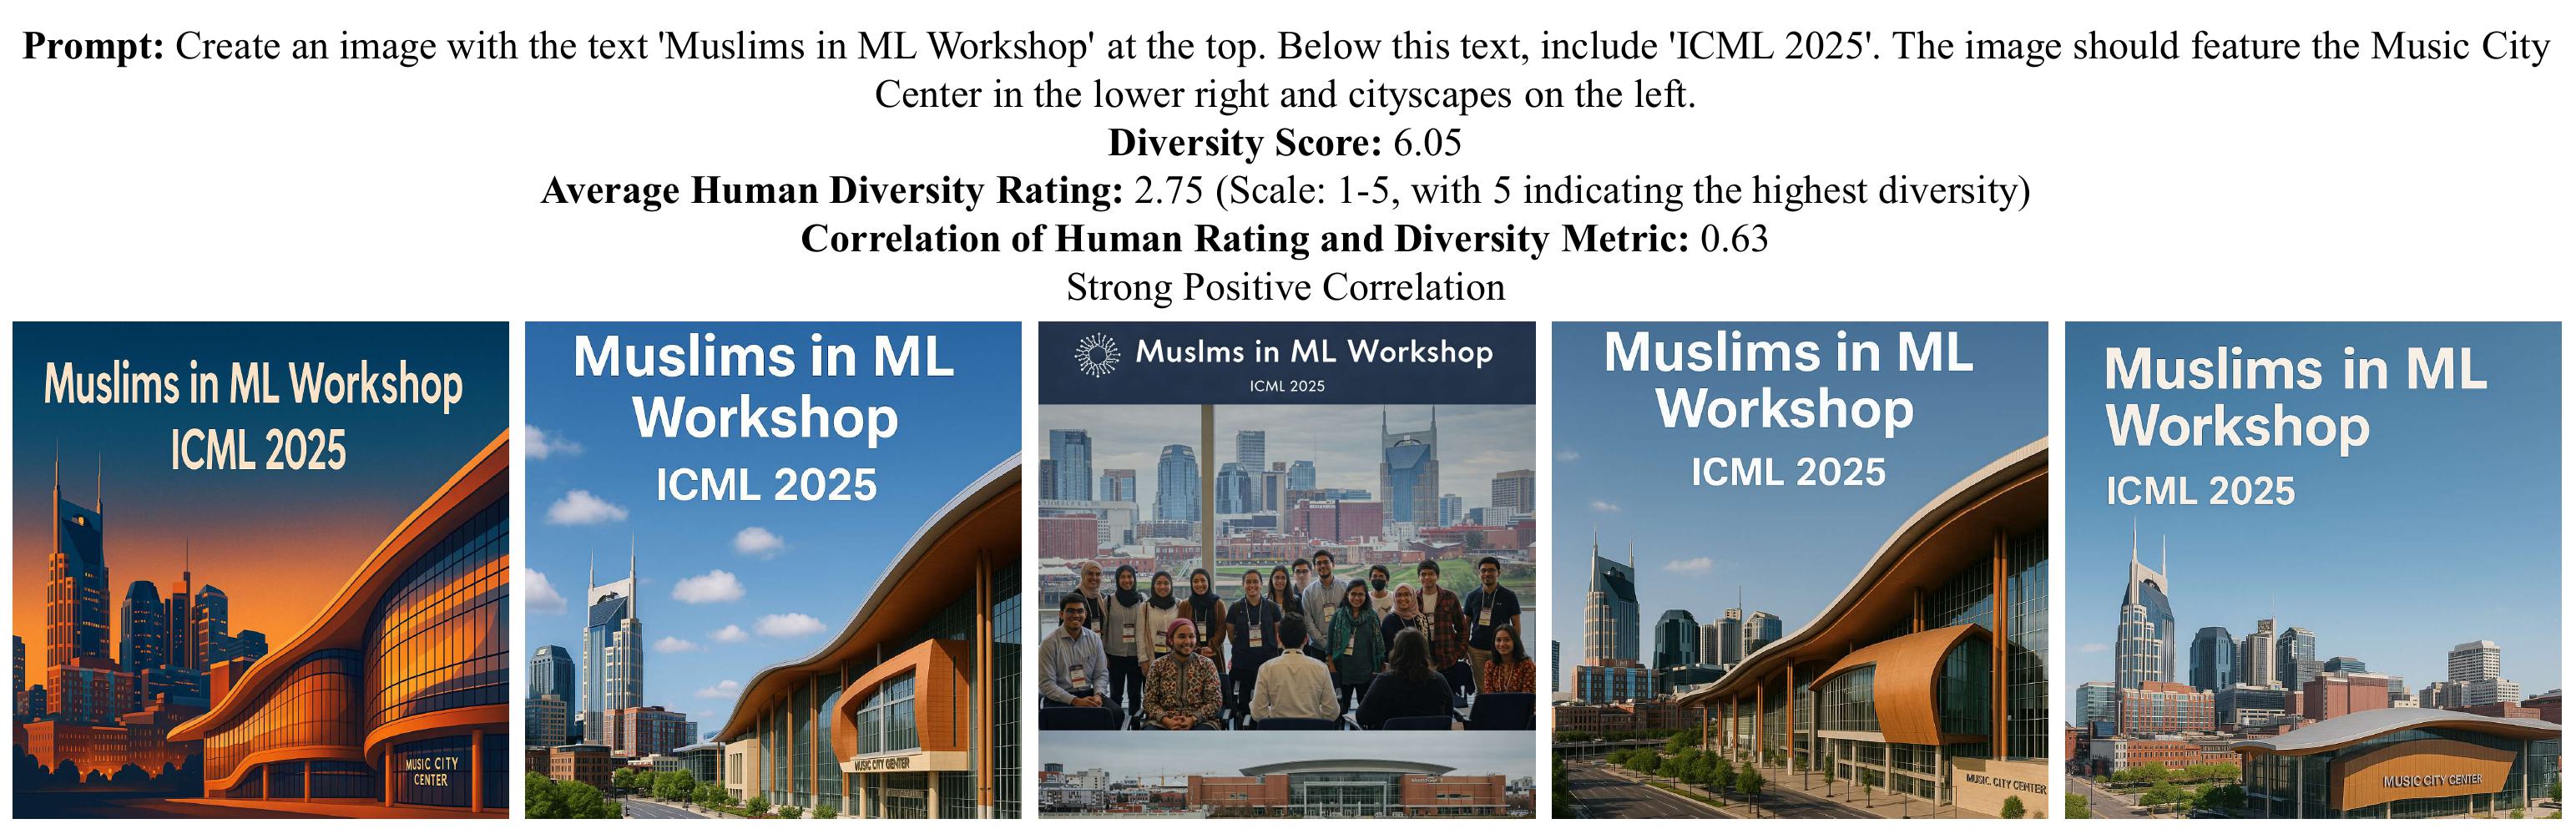 Prompt: Create an image with the text 'Muslims in ML Workshop' at the top. Below this text, include 'ICML 2025'. The image should feature the Music City
Center in the lower right and cityscapes on the left.
Diversity Score: 6.05
Average Human Diversity Rating: 2.75 (Scale: 1-5, with 5 indicating the highest diversity)
Correlation of Human Rating and Diversity Metric: 0.63
Strong Positive Correlation
Muslims in ML Workshop
ICML 2025
MUSIC CITY
CENTER
Muslims in ML
Workshop
ICML 2025
MUSIC CITY CENTER
Muslms in ML Workshop
ICML 2025
Muslims in ML
Workshop
ICML 2025
MUSIC CITY CENTER
Muslims in ML
Workshop
ICML 2025
MUSIC CITY CENTER